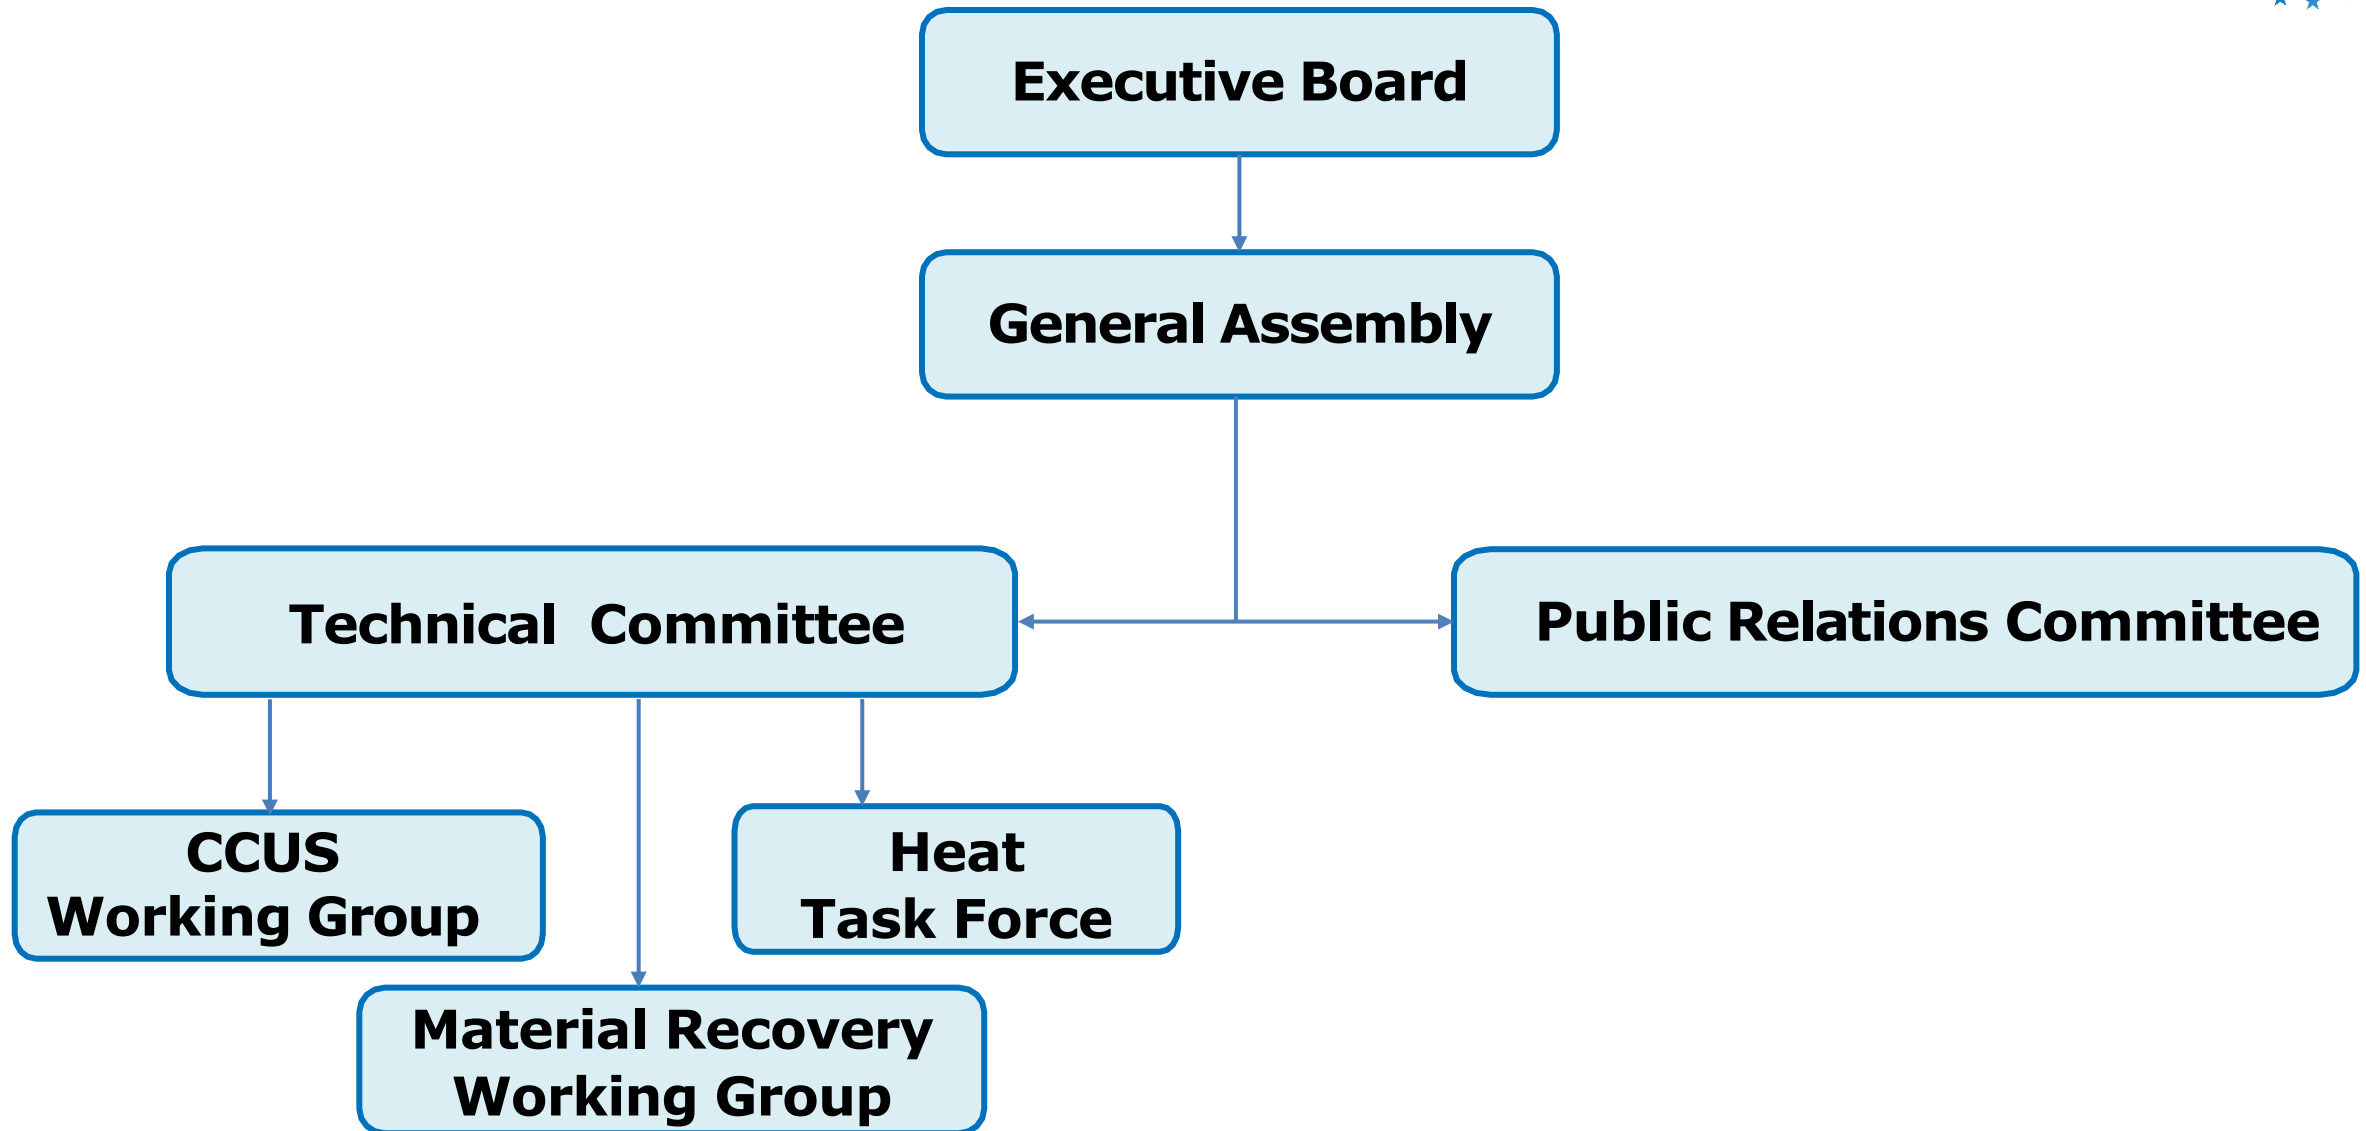 Executive Board
General Assembly
Technical Committee
Public Relations Committee
CCUS
Working Group
Heat
Task Force
Material Recovery
Working Group